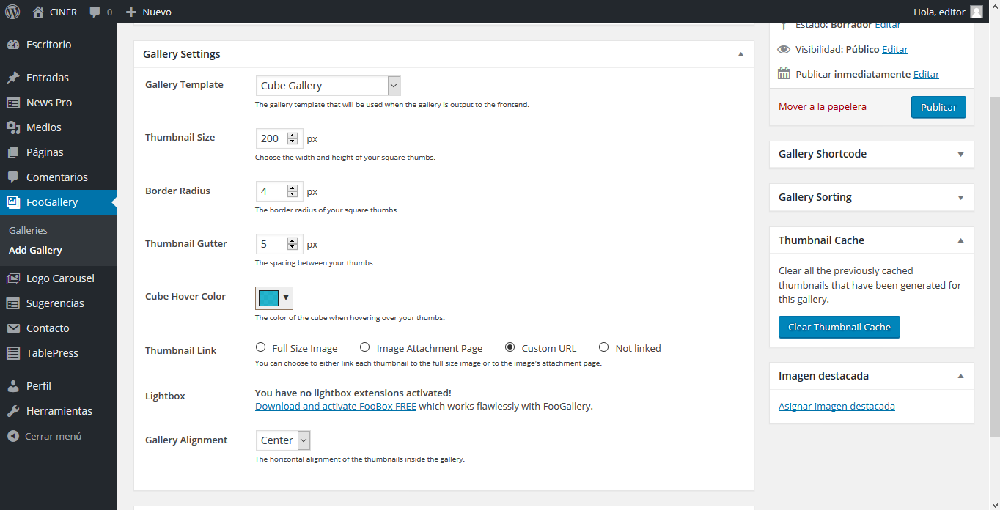 CINER 0 Nuevo Hola, editor
Escritorio
Entradas
News Pro
Medios
Páginas
Comentarios
FooGallery
Galleries
Add Gallery
Logo Carousel
Sugerencias
Contacto
TablePress
Perfil
Herramientas
Cerrar menú
Gallery Settings
Gallery Template Cube Gallery
The gallery template that will be used when the gallery is output to the frontend.
Thumbnail Size 200 px
Choose the width and height of your square thumbs.
Border Radius 4 px
The border radius of your square thumbs.
Thumbnail Gutter 5 px
The spacing between your thumbs.
Cube Hover Color
The color of the cube when hovering over your thumbs.
Thumbnail Link Full Size Image Image Attachment Page Custom URL Not linked
You can choose to either link each thumbnail to the full size image or to the image's attachment page.
Lightbox You have no lightbox extensions activated!
Download and activate FooBox FREE which works flawlessly with FooGallery.
Gallery Alignment Center
The horizontal alignment of the thumbnails inside the gallery.
Estado: Borrador Editar
Visibilidad: Público Editar
Publicar inmediatamente Editar
Mover a la papelera Publicar
Gallery Shortcode
Gallery Sorting
Thumbnail Cache
Clear all the previously cached
thumbnails that have been generated for
this gallery.
Clear Thumbnail Cache
Imagen destacada
Asignar imagen destacada